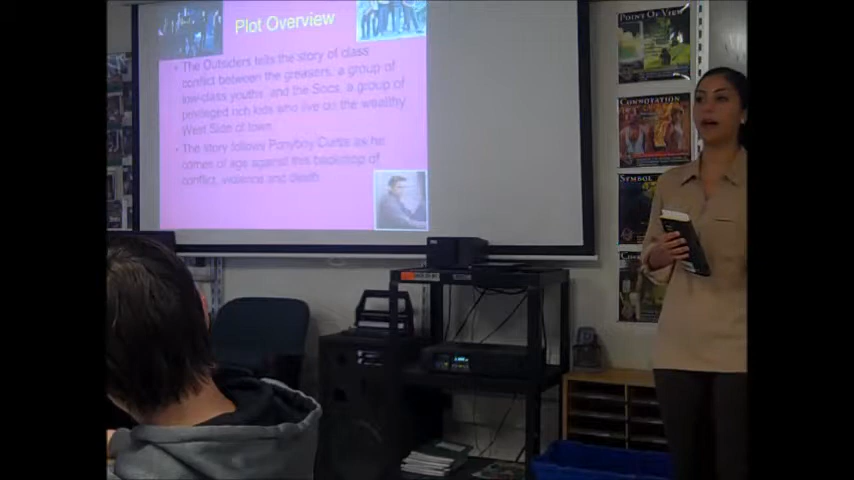 Plot Overview
• The Outsiders tells the story of class
conflict between the greasers, a group of
low-class youths, and the Socs, a group of
privileged rich kids who live on the wealthy
West Side of town.
• The story follows Ponyboy Curtis as he
comes of age against this backdrop of
conflict, violence and death.
POINT OF VIEW
CONNOTATION
SYMBOL